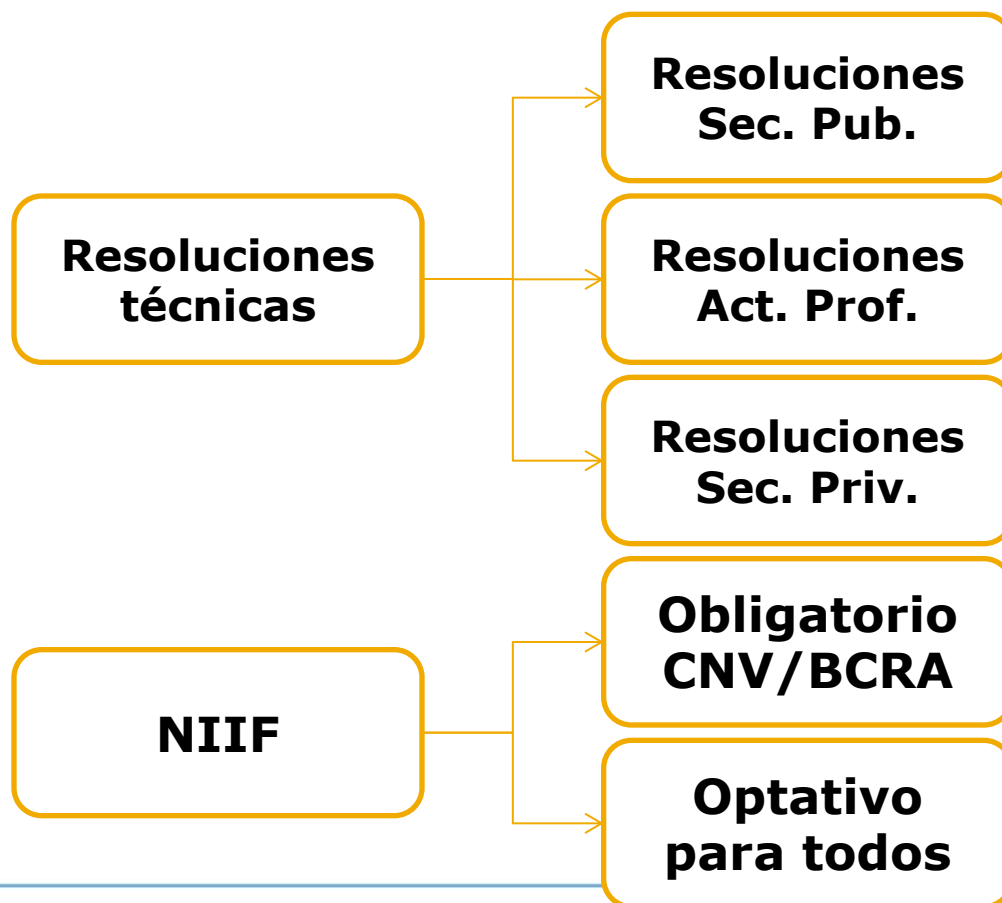 Resoluciones
técnicas
Resoluciones
Sec. Pub.
Resoluciones
Act. Prof.
Resoluciones
Sec. Priv.
NIIF
Obligatorio
CNV/BCRA
Optativo
para todos